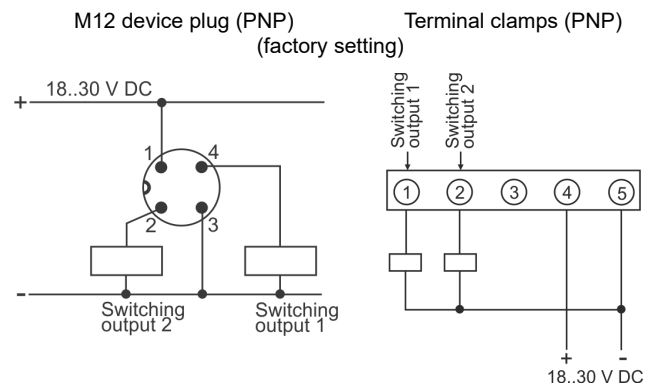 M12 device plug (PNP)
Terminal clamps (PNP)
(factory setting)
+
18..30 V DC
1
4
2
3
-
Switching
output 2
Switching
output 1
Switching
output 1
Switching
output 2
1
2
3
4
5
+
-
18..30 V DC